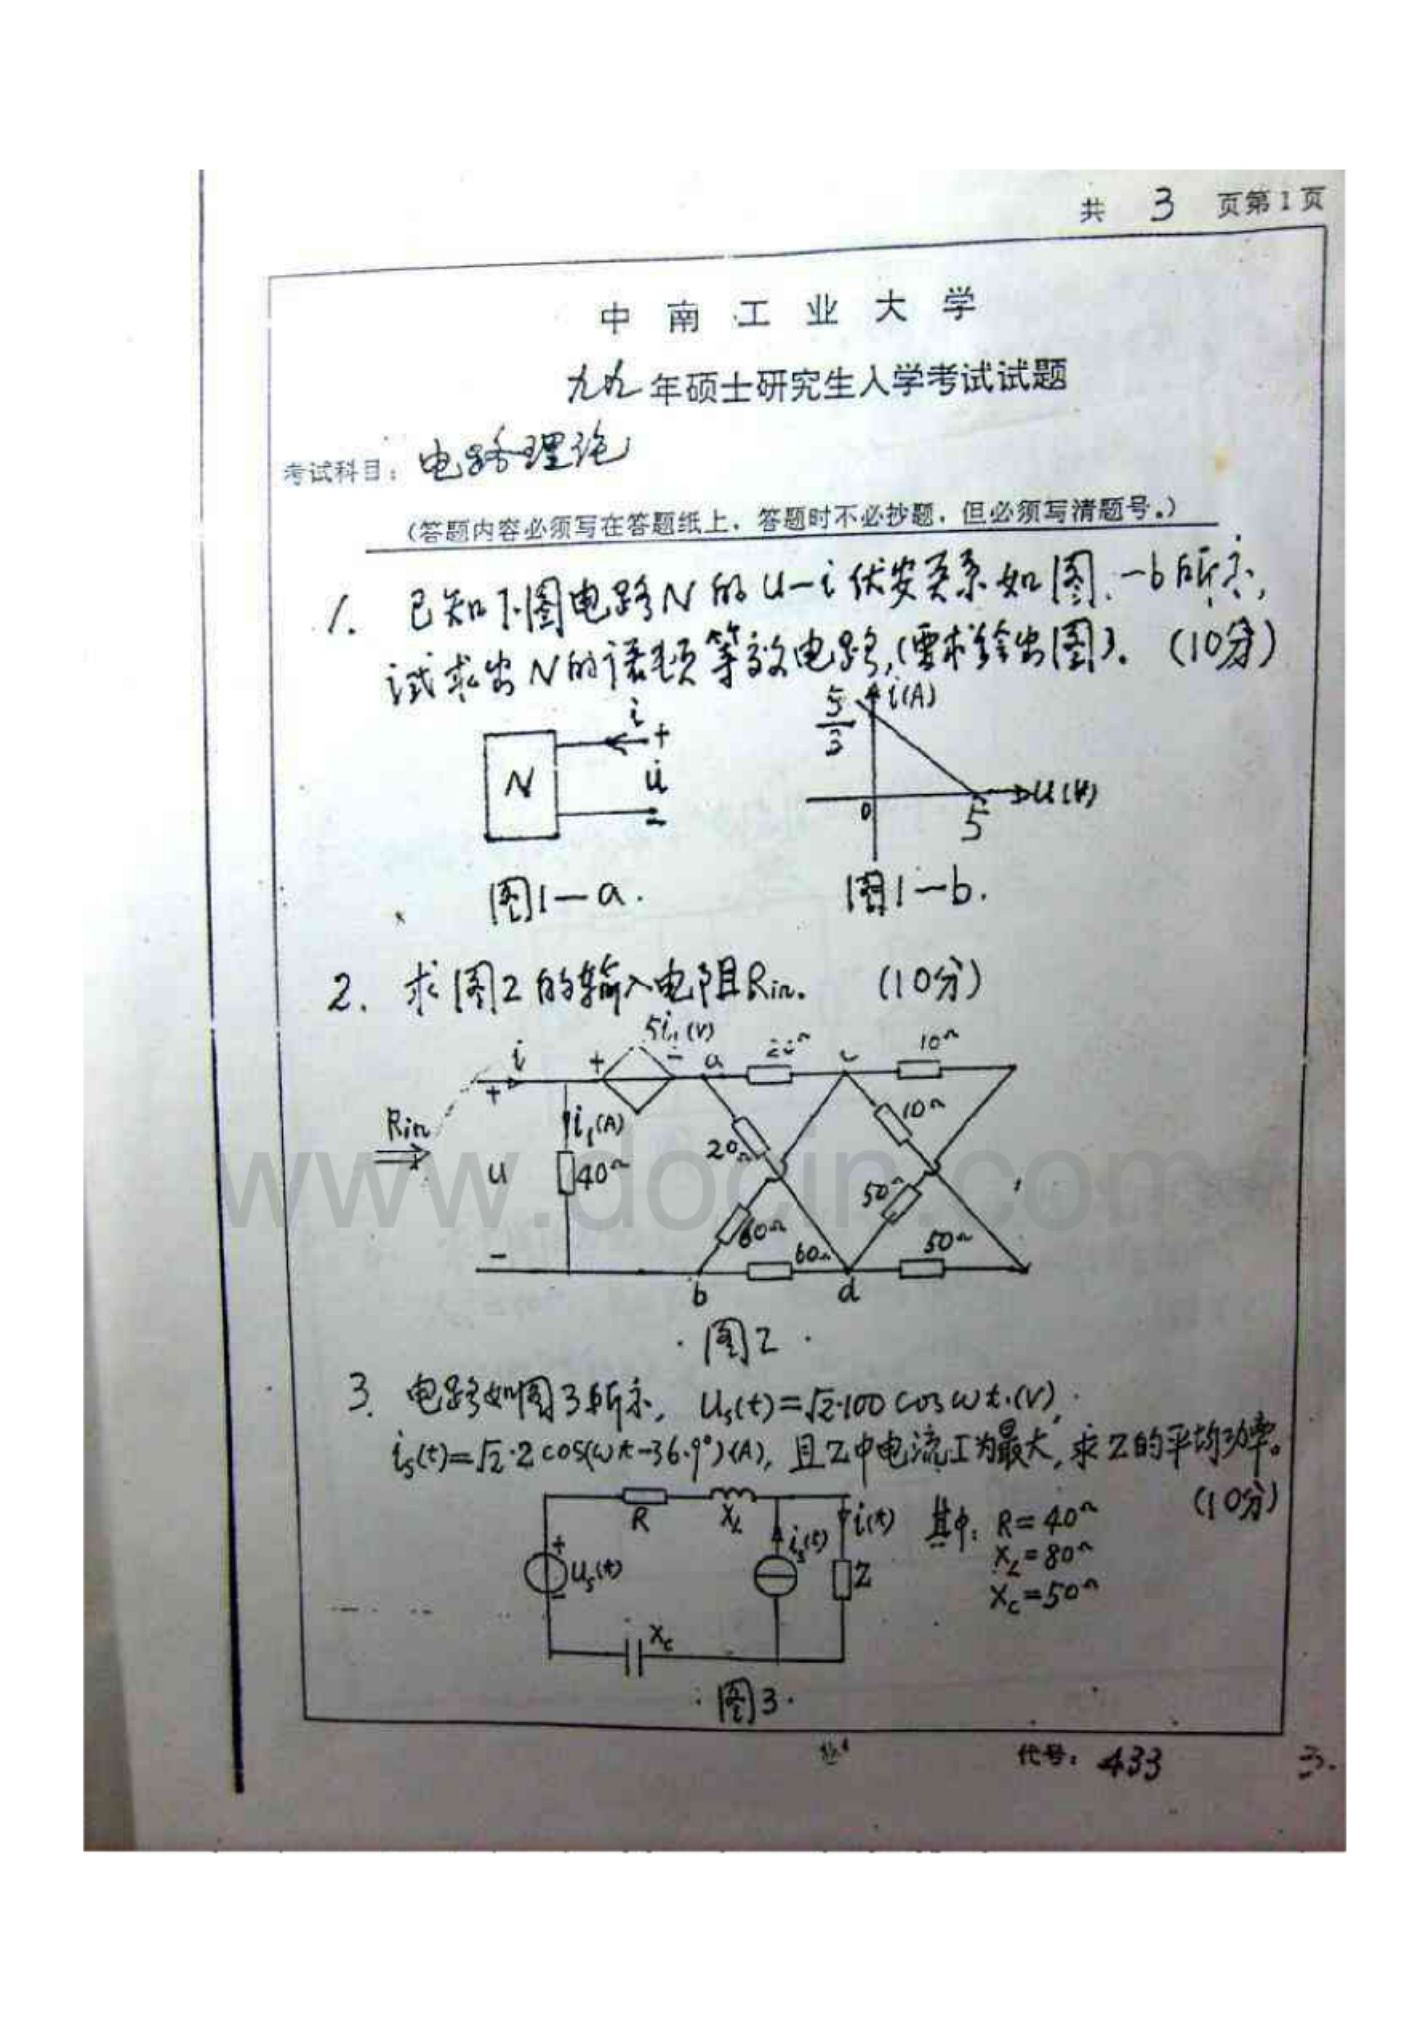 共 3 页第 1 页
中南工业大学
九九年硕士研究生入学考试试题
考试科目：电路理论
（答题内容必须写在答题纸上，答题时不必抄题，但必须写清题号。）
1. 已知下图电路N的u-i伏安关系如图一b所示，
试求出N的诺顿等效电路，(要求绘出图)。(10分)
N
i
+
u
-
5/3
i(A)
0
u(V)
5
图1-a.
图1-b.
2. 求图2的输入电阻Rin。 (10分)
Rin
i
+
u
-
i₁(A)
40Ω
+
5i₁(V)
-
a
20Ω
c
10Ω
20Ω
10Ω
60Ω
50Ω
60Ω
50Ω
b
d
图2
3. 电路如图3所示, us(t)=√2·100cosωt.(V),
is(t)=√2·2cos(ωt-36.9°)(A), 且Z中电流I为最大, 求Z的平均功率。
(10分)
R
XL
+
us(t)
-
is(t)
i(t)
Z
Xc
其中: R=40Ω
XL=80Ω
Xc=50Ω
图3
代号：433
3.
www.docin.com